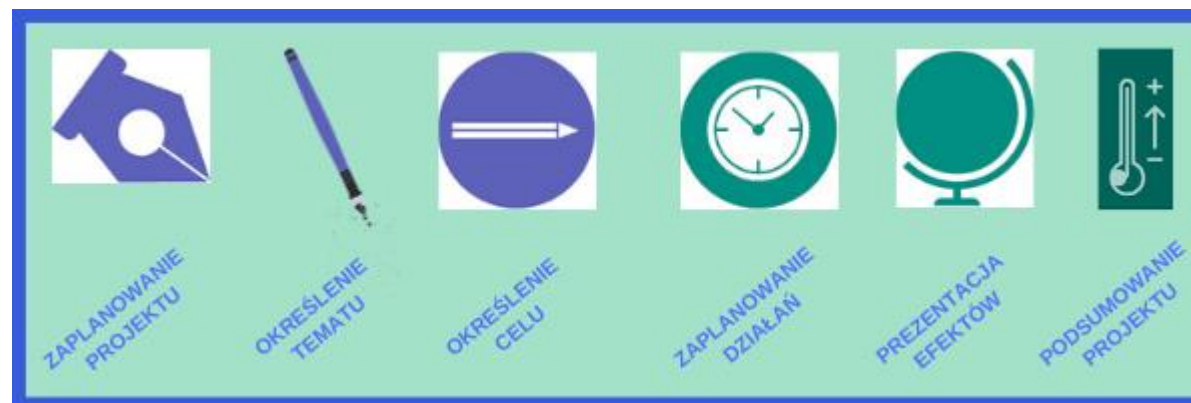 ZAPLANOWANIE
PROJEKTU
OKREŚLENIE
TEMATU
OKREŚLENIE
CELU
ZAPLANOWANIE
DZIAŁAŃ
PREZENTACJA
EFEKTÓW
PODSUMOWANIE
PROJEKTU